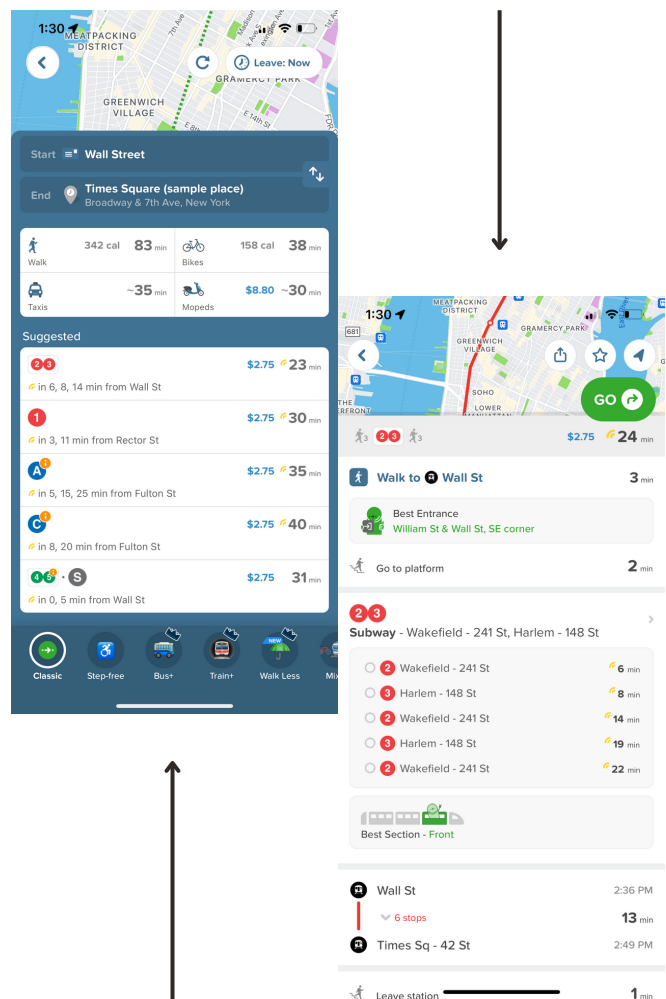 1:30
MEATPACKING
DISTRICT
7th Ave
Madison
Leave: Now
GRAMERCY PARK
GREENWICH
VILLAGE
E 14th St
FDR
Start Wall Street
End Times Square (sample place)
Broadway & 7th Ave, New York
342 cal 83 min
Walk
158 cal 38 min
Bikes
~35 min
Taxis
$8.80 ~30 min
Mopeds
Suggested
2 3 $2.75 23 min
in 6, 8, 14 min from Wall St
1 $2.75 30 min
in 3, 11 min from Rector St
A $2.75 35 min
in 5, 15, 25 min from Fulton St
C $2.75 40 min
in 8, 20 min from Fulton St
4 5 · S $2.75 31 min
in 0, 5 min from Wall St
NEW
Classic Step-free Bus+ Train+ Walk Less Mix
1:30
MEATPACKING
DISTRICT
681
GRAMERCY PARK
GREENWICH
VILLAGE
SOHO
THE
LOWER
MANHATTAN
GO
3 2 3 3 $2.75 24 min
Walk to Wall St 3 min
Best Entrance
William St & Wall St, SE corner
Go to platform 2 min
2 3
Subway - Wakefield - 241 St, Harlem - 148 St
2 Wakefield - 241 St 6 min
3 Harlem - 148 St 8 min
2 Wakefield - 241 St 14 min
3 Harlem - 148 St 19 min
2 Wakefield - 241 St 22 min
Best Section - Front
Wall St 2:36 PM
6 stops 13 min
Times Sq - 42 St 2:49 PM
Leave station 1 min